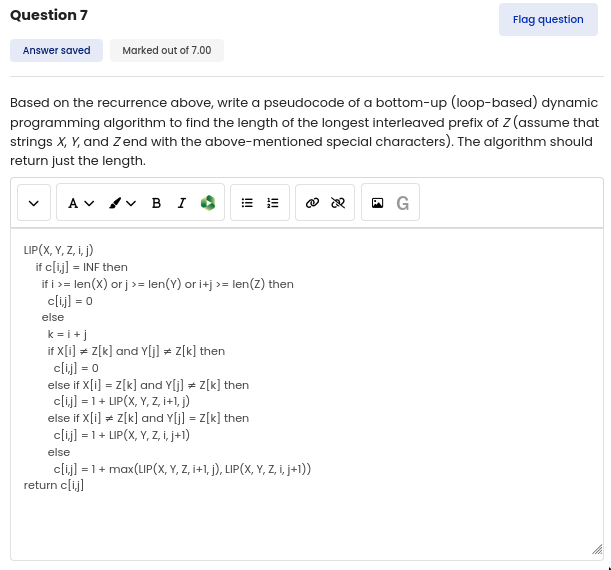 Question 7
Flag question
Answer saved
Marked out of 7.00
Based on the recurrence above, write a pseudocode of a bottom-up (loop-based) dynamic
programming algorithm to find the length of the longest interleaved prefix of Z (assume that
strings X, Y, and Z end with the above-mentioned special characters). The algorithm should
return just the length.
A B I G
LIP(X, Y, Z, i, j)
if c[i,j] = INF then
if i >= len(X) or j >= len(Y) or i+j >= len(Z) then
c[i,j] = 0
else
k = i + j
if X[i] ≠ Z[k] and Y[j] ≠ Z[k] then
c[i,j] = 0
else if X[i] = Z[k] and Y[j] ≠ Z[k] then
c[i,j] = 1 + LIP(X, Y, Z, i+1, j)
else if X[i] ≠ Z[k] and Y[j] = Z[k] then
c[i,j] = 1 + LIP(X, Y, Z, i, j+1)
else
c[i,j] = 1 + max(LIP(X, Y, Z, i+1, j), LIP(X, Y, Z, i, j+1))
return c[i,j]